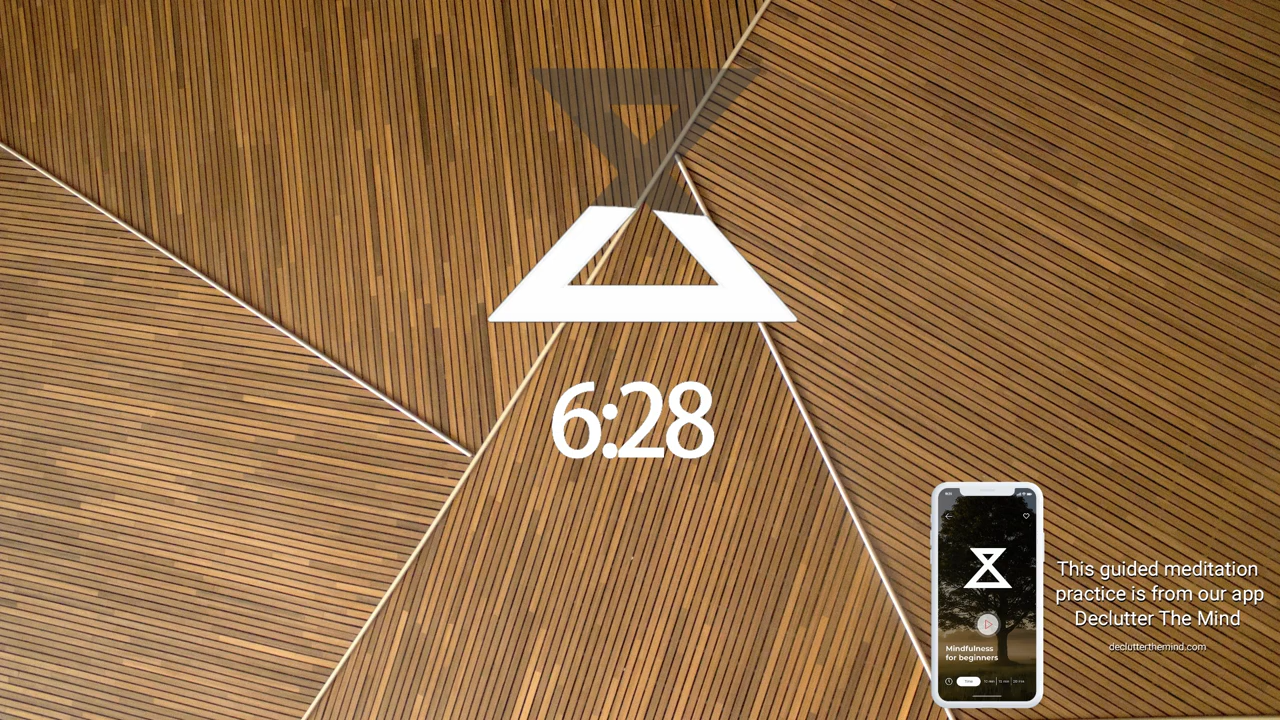 6:28
This guided meditation
practice is from our app
Declutter The Mind
declutterthemind.com
Mindfulness
for beginners